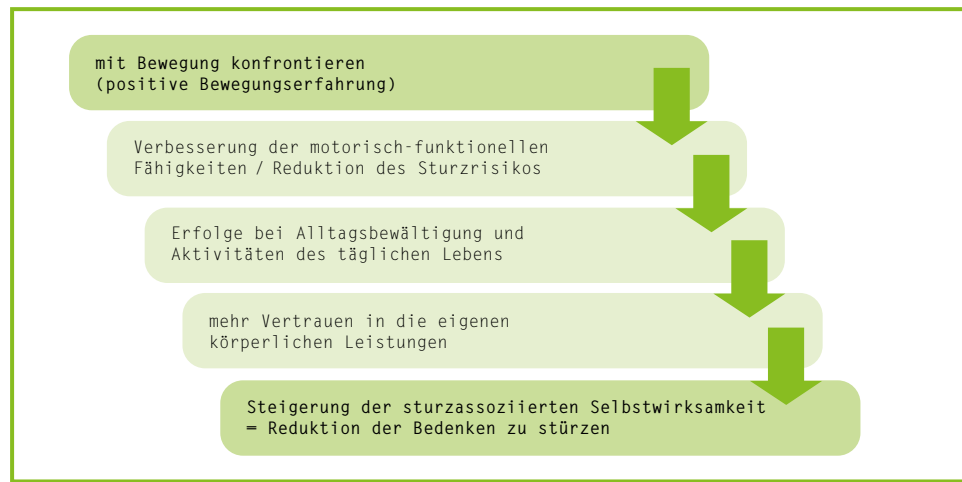 mit Bewegung konfrontieren
(positive Bewegungserfahrung)
Verbesserung der motorisch-funktionellen
Fähigkeiten / Reduktion des Sturzrisikos
Erfolge bei Alltagsbewältigung und
Aktivitäten des täglichen Lebens
mehr Vertrauen in die eigenen
körperlichen Leistungen
Steigerung der sturzassoziierten Selbstwirksamkeit
= Reduktion der Bedenken zu stürzen